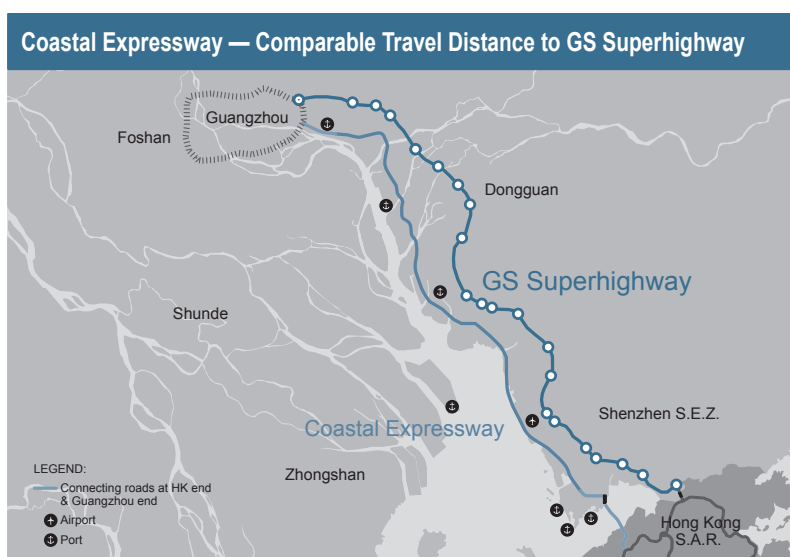 Coastal Expressway — Comparable Travel Distance to GS Superhighway
Guangzhou
Foshan
Dongguan
GS Superhighway
Shunde
Shenzhen S.E.Z.
Coastal Expressway
Zhongshan
LEGEND:
Connecting roads at HK end
& Guangzhou end
Airport
Port
Hong Kong
S.A.R.